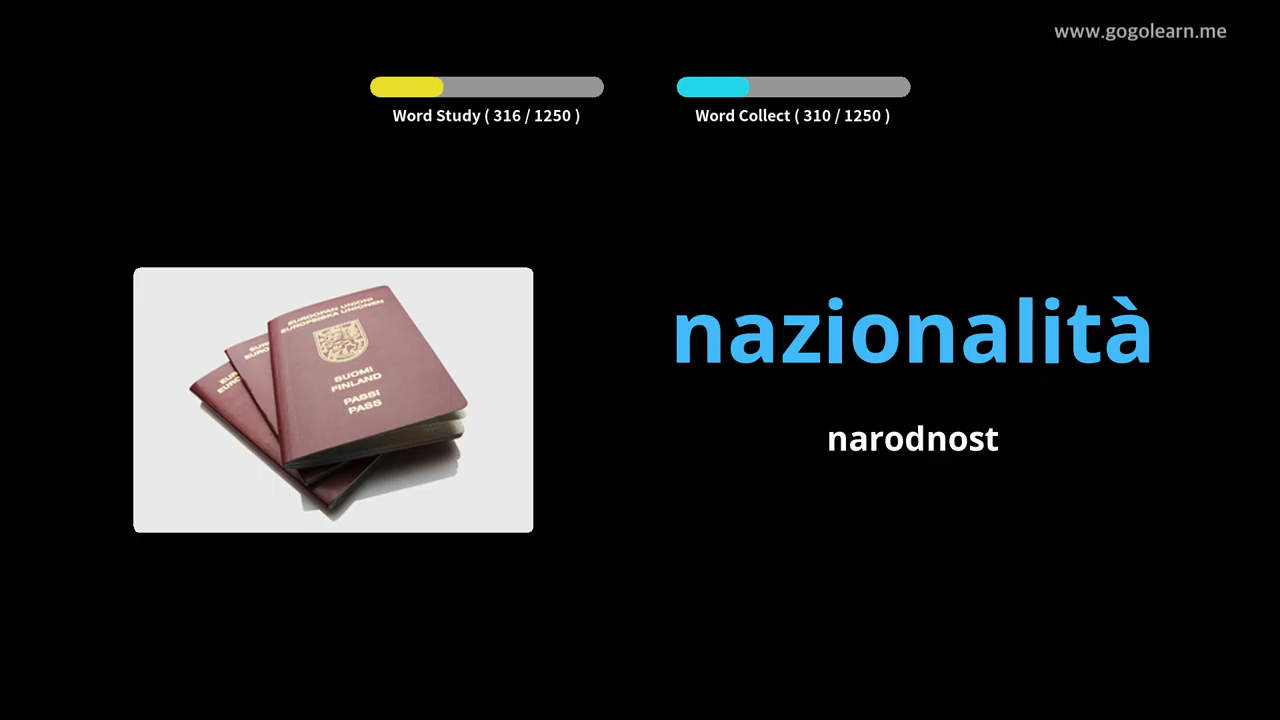 www.gogolearn.me
Word Study ( 316 / 1250 )
Word Collect ( 310 / 1250 )
EUROOPAN UNIONI
EUROPEISKA UNIONEN
SUOMI
FINLAND
PASSI
PASS
nazionalità
narodnost